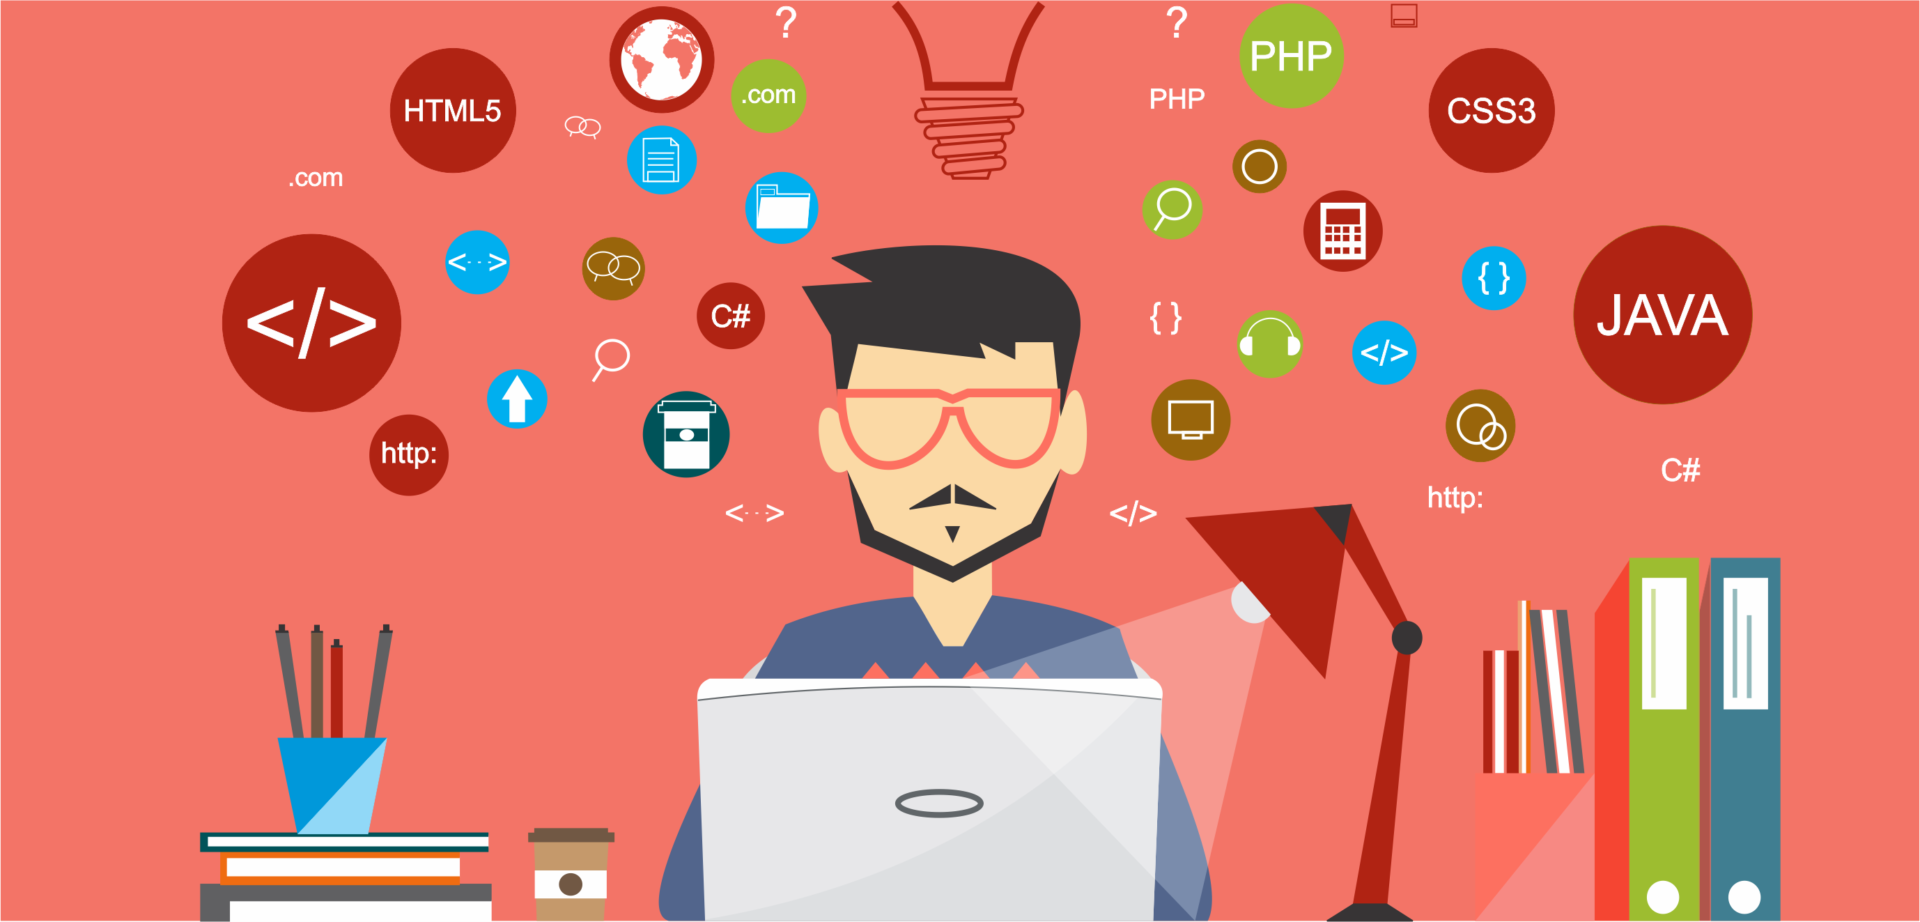 ?
?
PHP
HTML5
.com
PHP
CSS3
.com
<-->
{ }
</>
C#
{ }
JAVA
</>
http:
C#
http:
<-->
</>